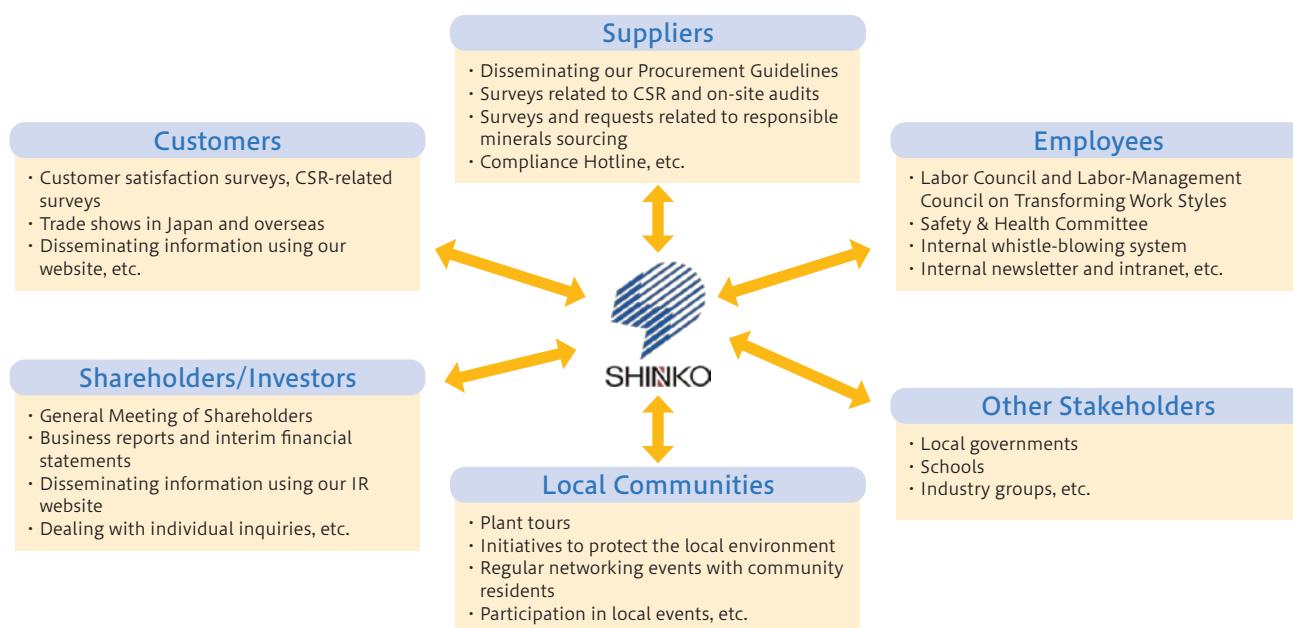 Suppliers
・Disseminating our Procurement Guidelines
・Surveys related to CSR and on-site audits
・Surveys and requests related to responsible
minerals sourcing
・Compliance Hotline, etc.
Customers
・Customer satisfaction surveys, CSR-related
surveys
・Trade shows in Japan and overseas
・Disseminating information using our
website, etc.
Employees
・Labor Council and Labor-Management
Council on Transforming Work Styles
・Safety & Health Committee
・Internal whistle-blowing system
・Internal newsletter and intranet, etc.
SHINKO
Shareholders/Investors
・General Meeting of Shareholders
・Business reports and interim financial
statements
・Disseminating information using our IR
website
・Dealing with individual inquiries, etc.
Local Communities
・Plant tours
・Initiatives to protect the local environment
・Regular networking events with community
residents
・Participation in local events, etc.
Other Stakeholders
・Local governments
・Schools
・Industry groups, etc.